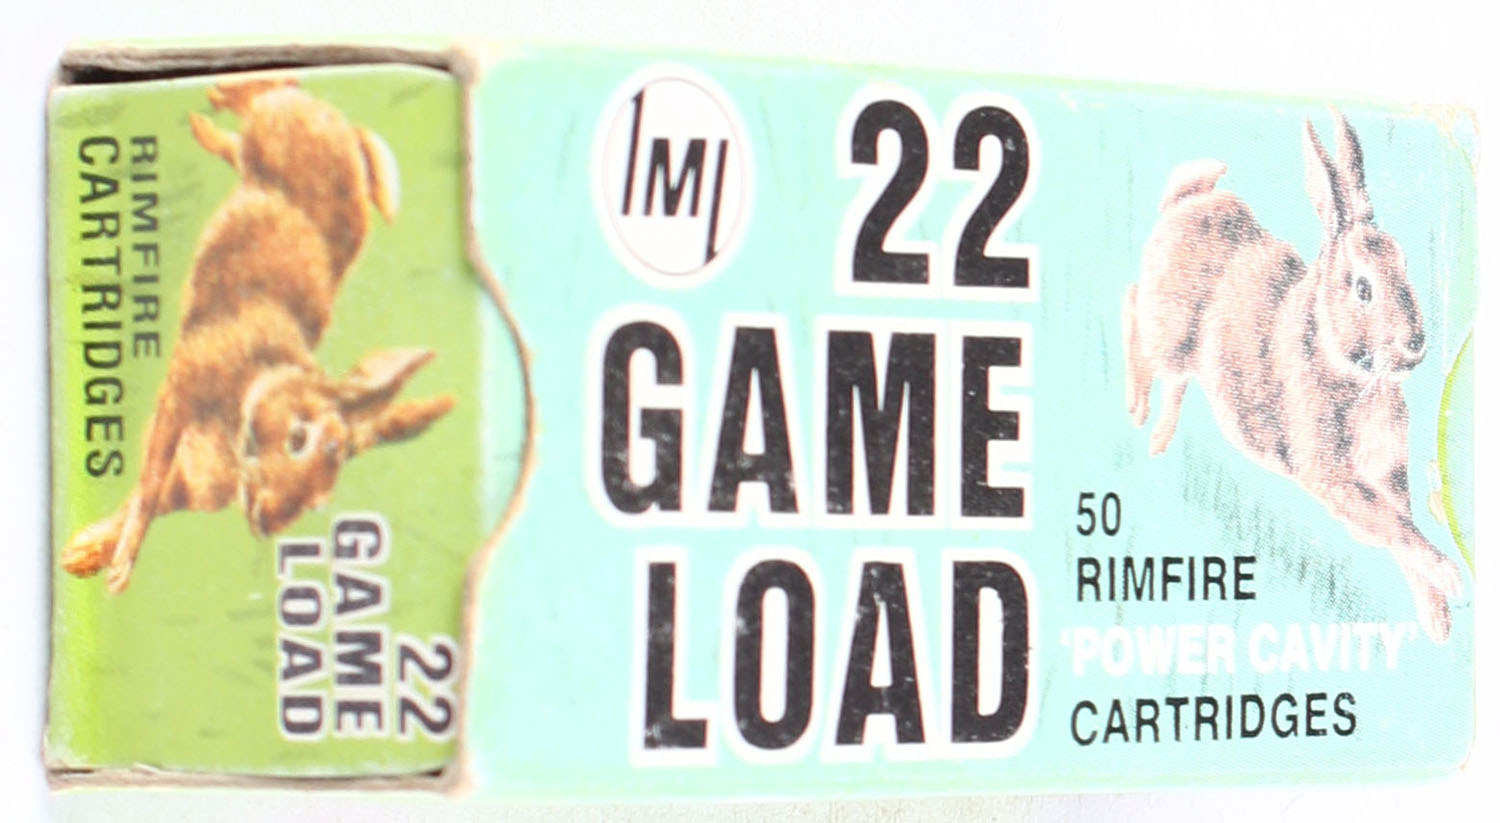 RIMFIRE
CARTRIDGES
22
GAME
LOAD
IMI
22
GAME
LOAD
50
RIMFIRE
'POWER CAVITY'
CARTRIDGES